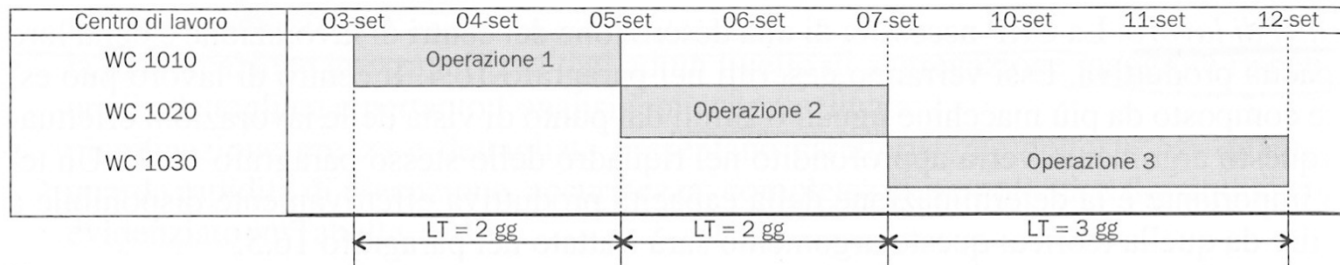 Centro di lavoro 03-set 04-set 05-set 06-set 07-set 10-set 11-set 12-set
WC 1010 Operazione 1
WC 1020 Operazione 2
WC 1030 Operazione 3
LT = 2 gg LT = 2 gg LT = 3 gg